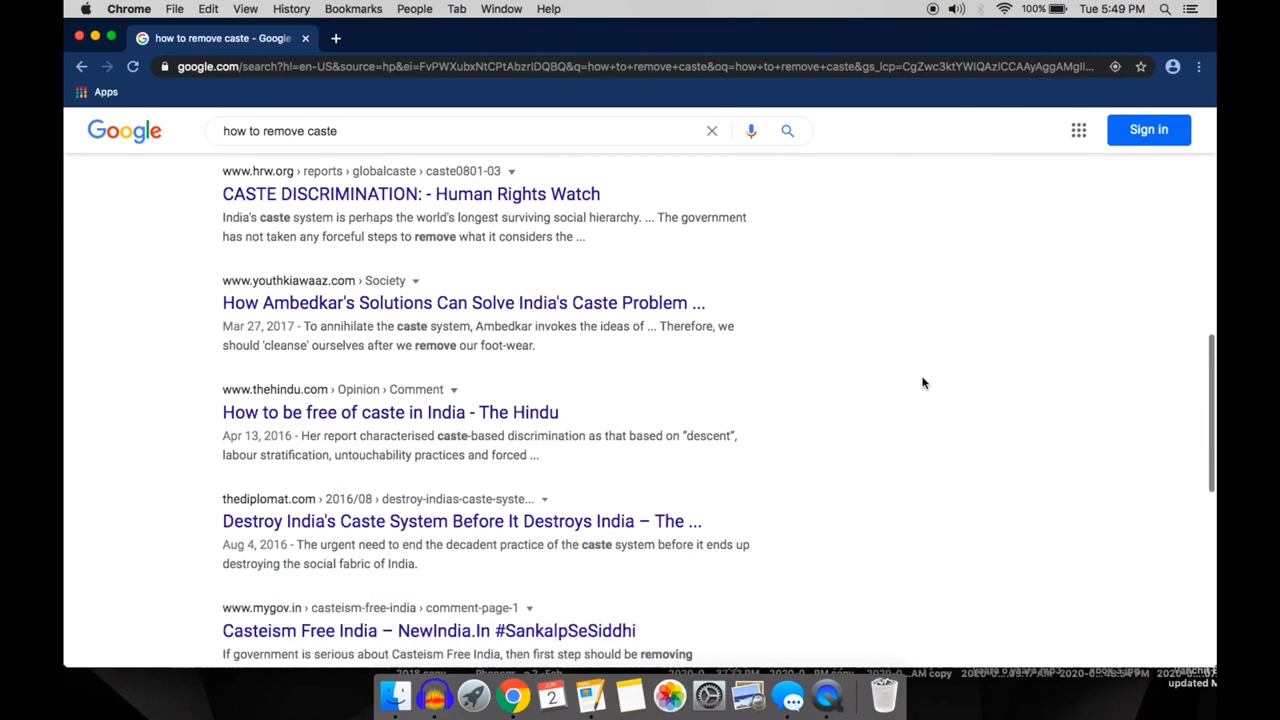 Chrome File Edit View History Bookmarks People Tab Window Help 100% Tue 5:49 PM
how to remove caste - Google
google.com/search?hl=en-US&source=hp&ei=FvPWXubxNtCPtAbzrIDQBQ&q=how+to+remove+caste&oq=how+to+remove+caste&gs_lcp=CgZwc3ktYWIQAzICCAAyAggAMgII...
Apps
Google how to remove caste Sign in
www.hrw.org › reports › globalcaste › caste0801-03
CASTE DISCRIMINATION: - Human Rights Watch
India's caste system is perhaps the world's longest surviving social hierarchy. ... The government
has not taken any forceful steps to remove what it considers the ...
www.youthkiawaaz.com › Society
How Ambedkar's Solutions Can Solve India's Caste Problem ...
Mar 27, 2017 - To annihilate the caste system, Ambedkar invokes the ideas of ... Therefore, we
should 'cleanse' ourselves after we remove our foot-wear.
www.thehindu.com › Opinion › Comment
How to be free of caste in India - The Hindu
Apr 13, 2016 - Her report characterised caste-based discrimination as that based on “descent”,
labour stratification, untouchability practices and forced ...
thediplomat.com › 2016/08 › destroy-indias-caste-syste...
Destroy India's Caste System Before It Destroys India – The ...
Aug 4, 2016 - The urgent need to end the decadent practice of the caste system before it ends up
destroying the social fabric of India.
www.mygov.in › casteism-free-india › comment-page-1
Casteism Free India – NewIndia.In #SankalpSeSiddhi
If government is serious about Casteism Free India, then first step should be removing
updated
2